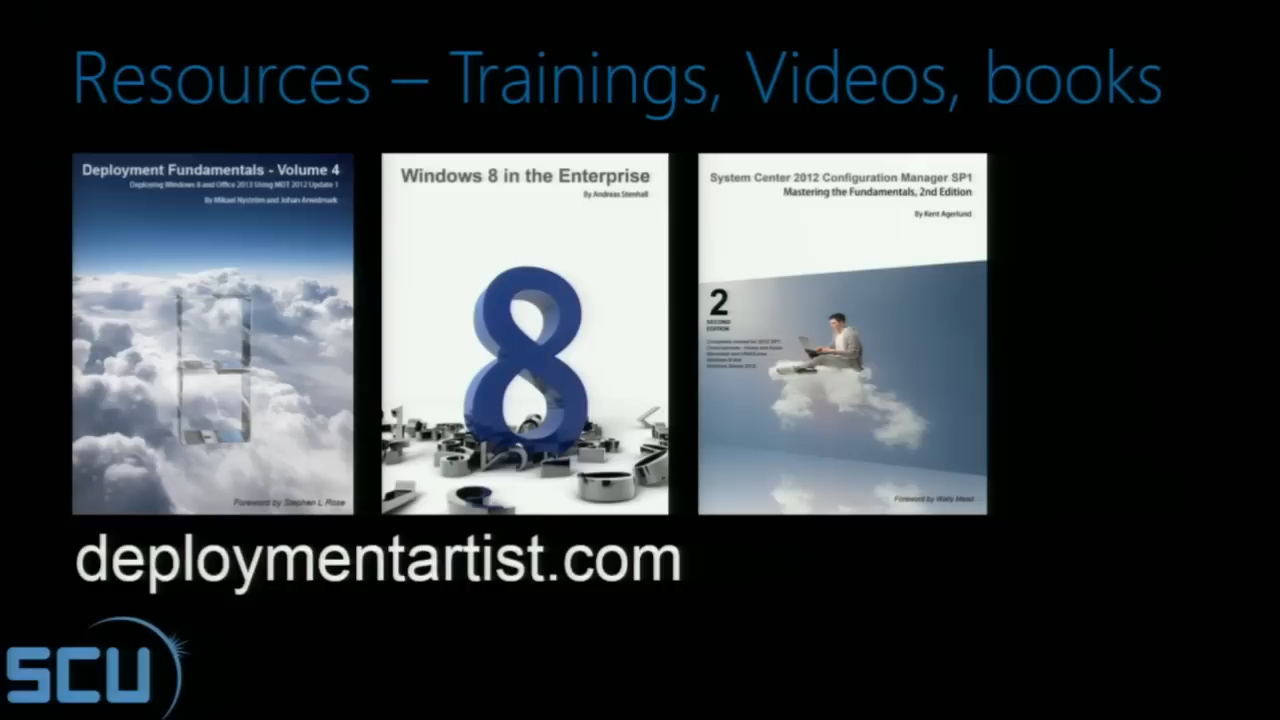 Resources – Trainings, Videos, books
Deployment Fundamentals - Volume 4
Deploying Windows 8 and Office 2013 Using MDT 2012 Update 1
By Mikael Nyström and Johan Arwidmark
Foreword by Stephen L Rose
Windows 8 in the Enterprise
By Andreas Stenhall
System Center 2012 Configuration Manager SP1
Mastering the Fundamentals, 2nd Edition
By Kent Agerlund
2
SECOND
EDITION
Foreword by Wally Mead
deploymentartist.com
SCU